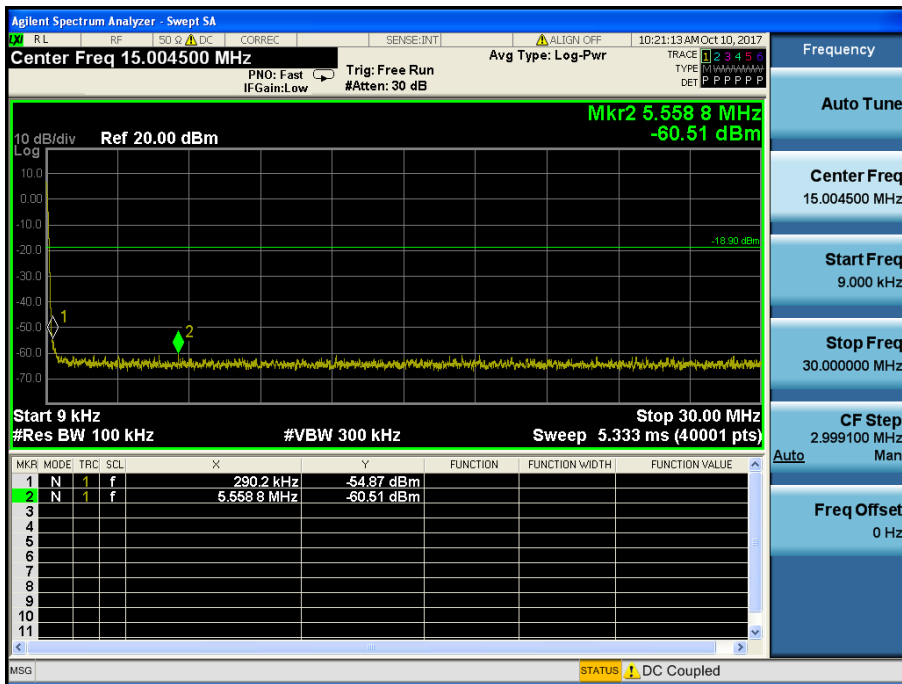 Agilent Spectrum Analyzer - Swept SA
LXI RL RF 50 Ω DC CORREC SENSE:INT ALIGN OFF 10:21:13 AM Oct 10, 2017
Center Freq 15.004500 MHz
PNO: Fast
IFGain:Low
Trig: Free Run
#Atten: 30 dB
Avg Type: Log-Pwr
TRACE 1 2 3 4 5 6
TYPE MWWWWW
DET P P P P P P
Mkr2 5.558 8 MHz
-60.51 dBm
10 dB/div Ref 20.00 dBm
Log
10.0
0.00
-10.0
-18.90 dBm
-20.0
-30.0
-40.0
1
-50.0
2
-60.0
-70.0
Start 9 kHz Stop 30.00 MHz
#Res BW 100 kHz #VBW 300 kHz Sweep 5.333 ms (40001 pts)
MKR MODE TRC SCL X Y FUNCTION FUNCTION WIDTH FUNCTION VALUE
1 N 1 f 290.2 kHz -54.87 dBm
2 N 1 f 5.558 8 MHz -60.51 dBm
3
4
5
6
7
8
9
10
11
MSG STATUS DC Coupled
Frequency
Auto Tune
Center Freq
15.004500 MHz
Start Freq
9.000 kHz
Stop Freq
30.000000 MHz
CF Step
2.999100 MHz
Auto Man
Freq Offset
0 Hz